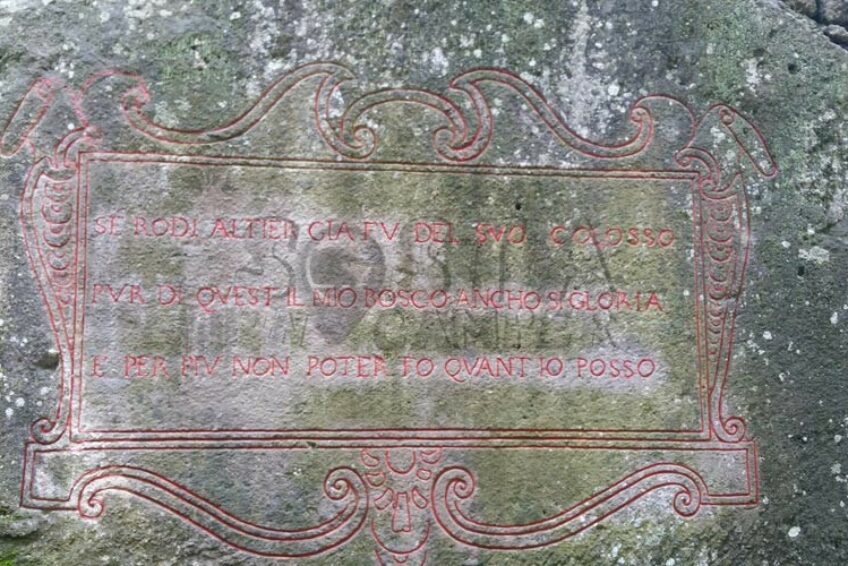 SE RODI ALTIER GIA FV DEL SVO COLOSSO
PVR DI QVEST IL MIO BOSCO ANCHO SI GLORIA
E PER PIV NON POTER FO QVANT IO POSSO